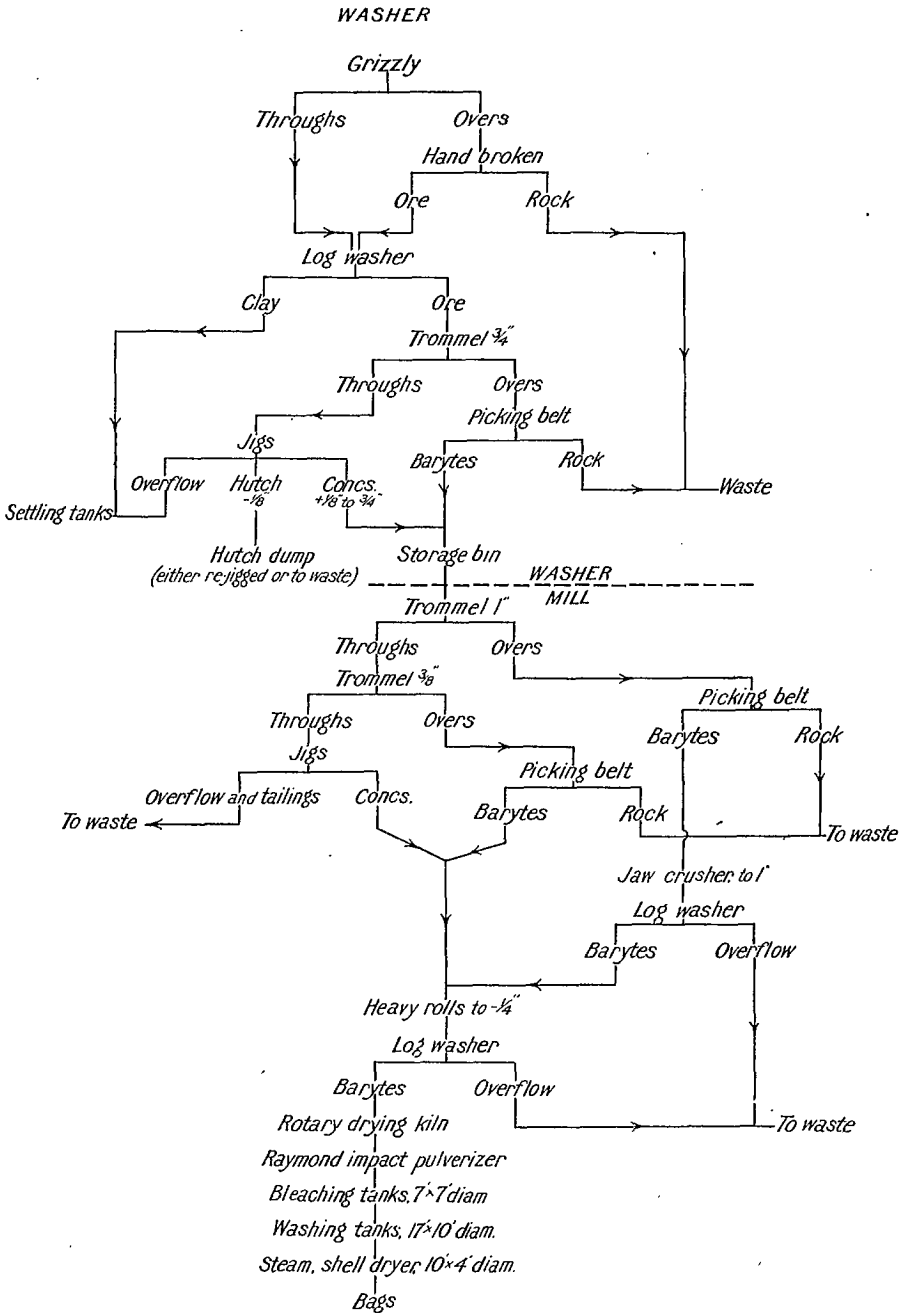 WASHER
Grizzly
Throughs Overs
Hand broken
Ore Rock
Log washer
Clay Ore
Trommel 3/4"
Throughs Overs
Picking belt
Jigs
Barytes Rock
Overflow Hutch Concs.
-1/8" +1/8" to 3/4"
Waste
Settling tanks
Hutch dump
(either rejigged or to waste)
Storage bin
WASHER
MILL
Trommel 1"
Throughs Overs
Trommel 3/8"
Picking belt
Throughs Overs
Barytes Rock
Jigs
Picking belt
Overflow and tailings Concs.
Barytes Rock
To waste
To waste
Jaw crusher to 1"
Log washer
Barytes Overflow
Heavy rolls to -1/4"
Log washer
Barytes Overflow
Rotary drying kiln
To waste
Raymond impact pulverizer
Bleaching tanks, 7'×7' diam
Washing tanks, 17'×10' diam.
Steam, shell dryer, 10'×4' diam.
Bags